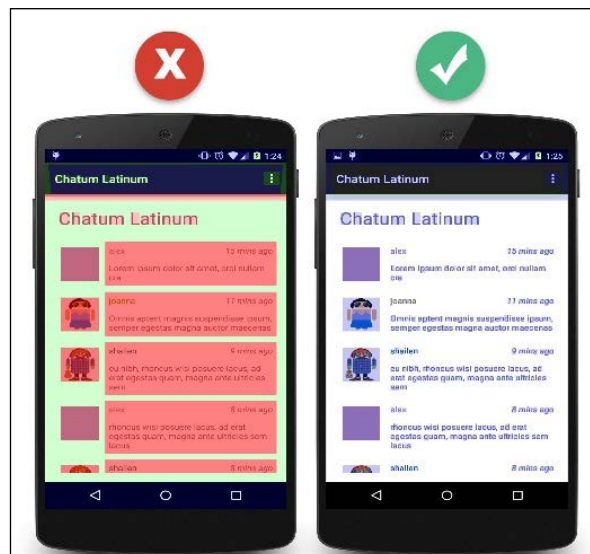 X
1:24
Chatum Latinum
Chatum Latinum
alex 15 mins ago
Lorem ipsum dolor sit amet, orci nullam
cra
joanna 11 mins ago
Omnis aptent magnis suspendisse ipsum,
semper egestas magna auctor maecenas
shailen 9 mins ago
eu nibh, rhoncus wisi posuere lacus, ad
erat egestas quam, magna ante ultricies
sem
alex 8 mins ago
rhoncus wisi posuere lacus, ad erat
egestas quam, magna ante ultricies sem
lacus
shailen 8 mins ago
1:25
Chatum Latinum
Chatum Latinum
alex 15 mins ago
Lorem ipsum dolor sit amet, orci nullam
cra
joanna 11 mins ago
Omnis aptent magnis suspendisse ipsum,
semper egestas magna auctor maecenas
shailen 9 mins ago
eu nibh, rhoncus wisi posuere lacus, ad
erat egestas quam, magna ante ultricies
sem
alex 8 mins ago
rhoncus wisi posuere lacus, ad erat
egestas quam, magna ante ultricies sem
lacus
shailen 8 mins ago